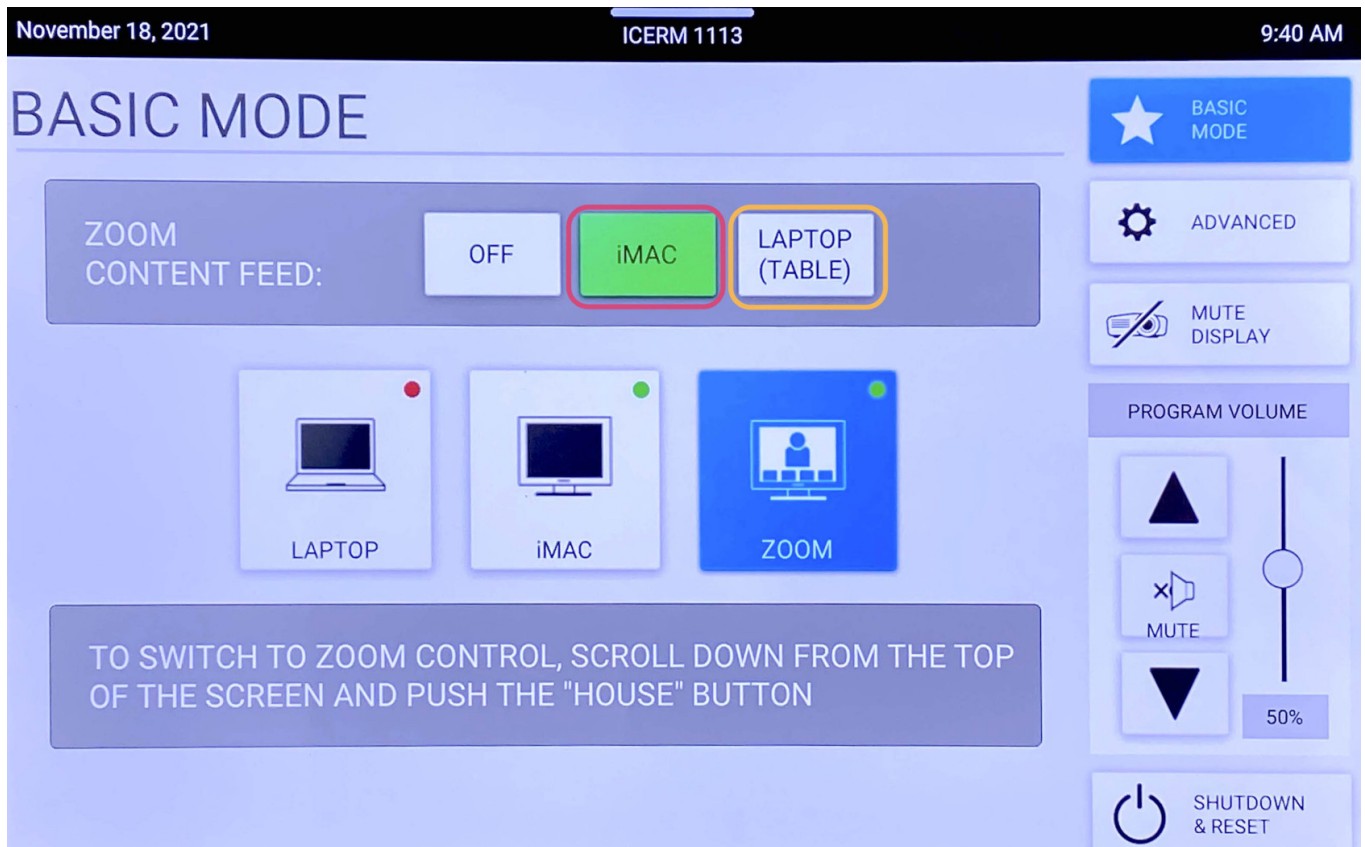 November 18, 2021
ICERM 1113
9:40 AM
BASIC MODE
ZOOM
CONTENT FEED:
OFF
iMAC
LAPTOP
(TABLE)
LAPTOP
iMAC
ZOOM
TO SWITCH TO ZOOM CONTROL, SCROLL DOWN FROM THE TOP
OF THE SCREEN AND PUSH THE "HOUSE" BUTTON
BASIC
MODE
ADVANCED
MUTE
DISPLAY
PROGRAM VOLUME
MUTE
50%
SHUTDOWN
& RESET